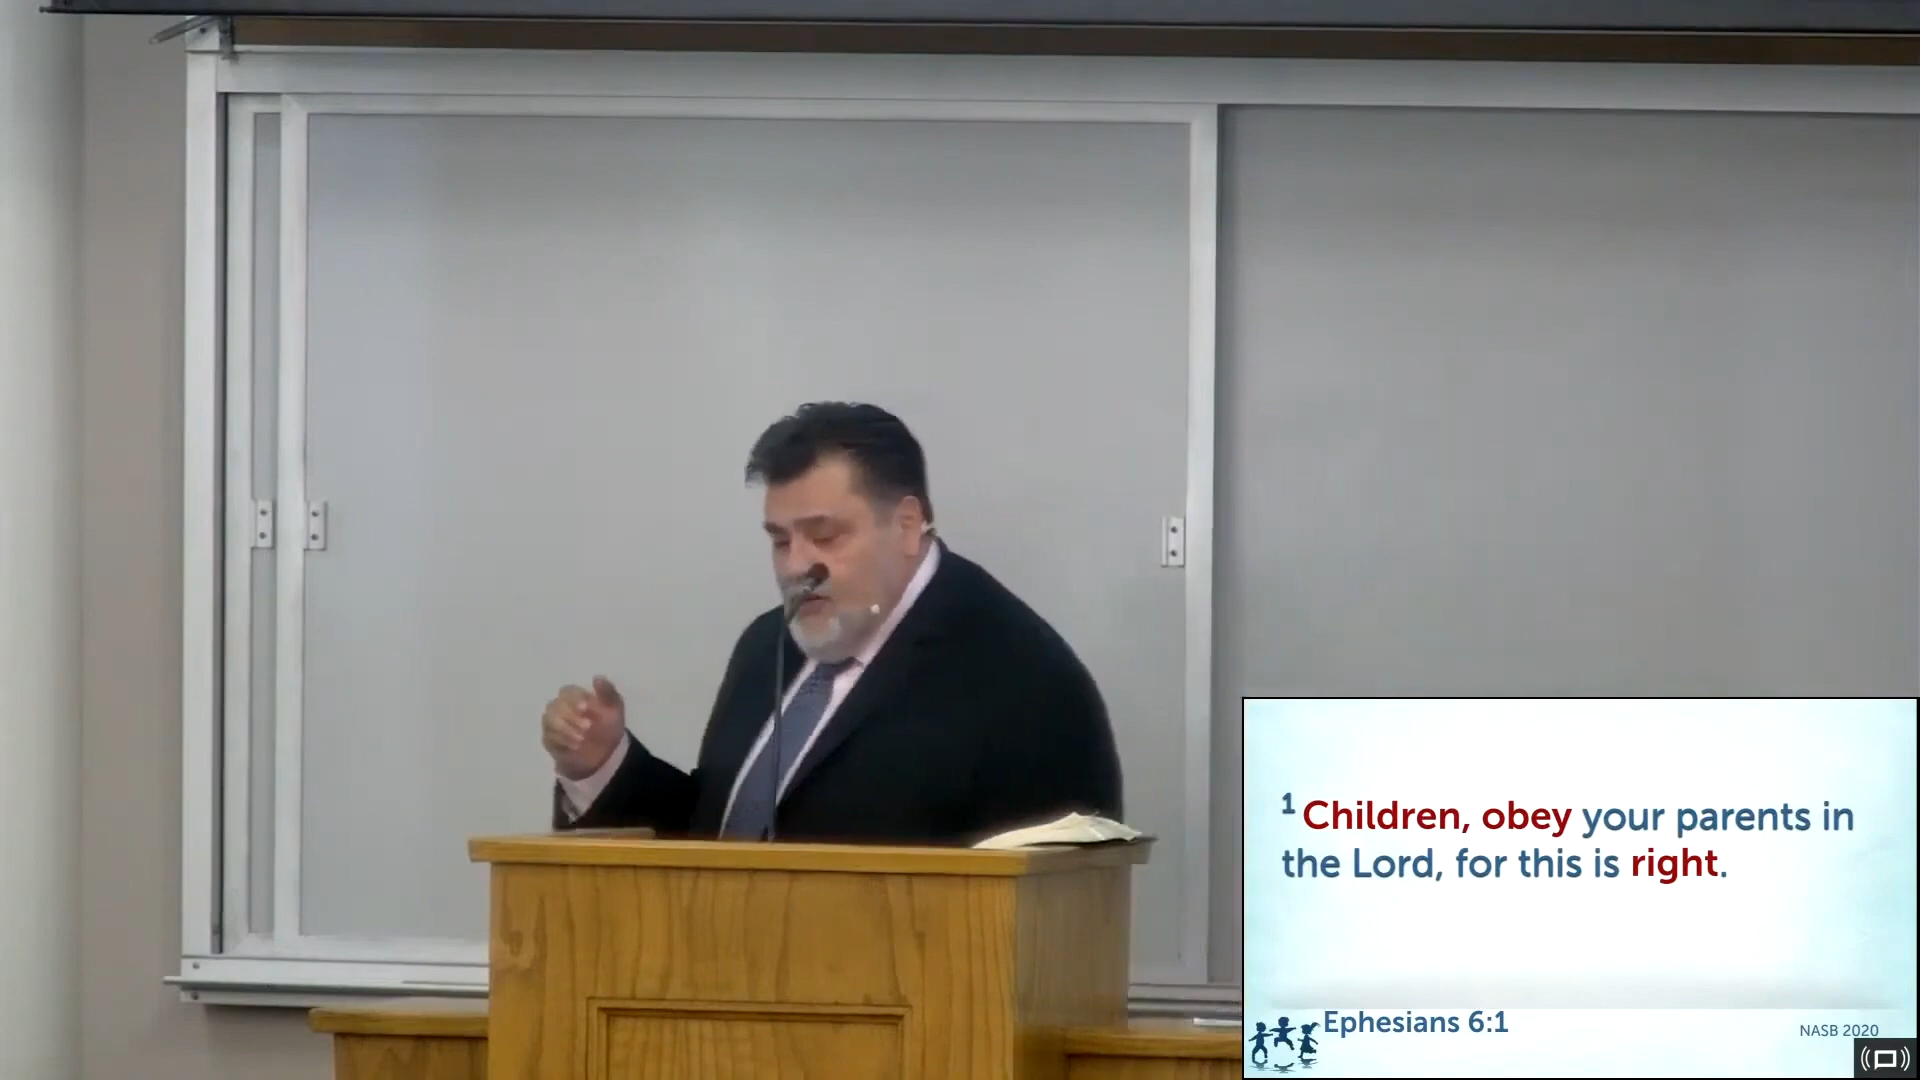 ¹ Children, obey your parents in
the Lord, for this is right.
Ephesians 6:1
NASB 2020